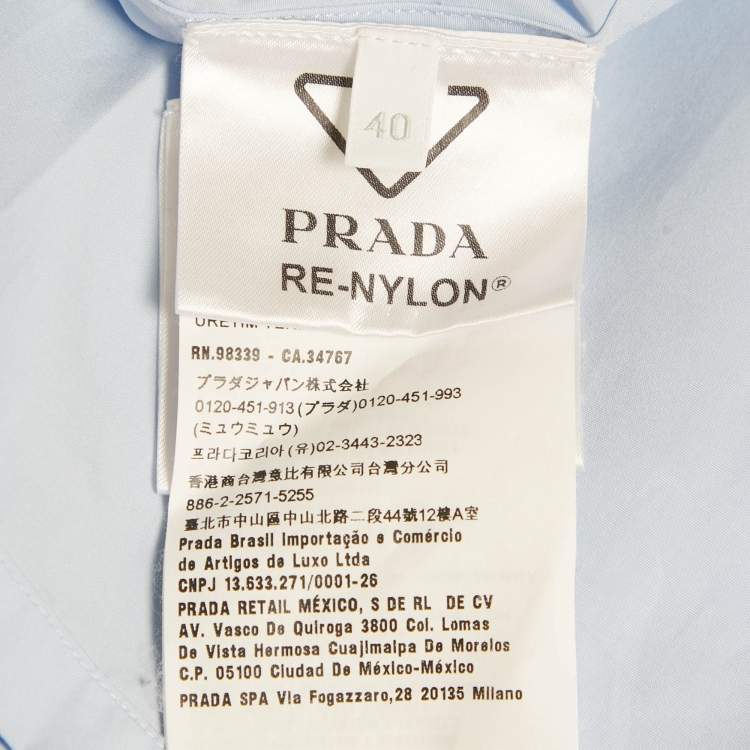 40
PRADA
RE-NYLON®
RN.98339 - CA.34767
プラダジャパン株式会社
0120-451-913(プラダ)0120-451-993
(ミュウミュウ)
프라다코리아(유)02-3443-2323
香港商台灣意比有限公司台灣分公司
886-2-2571-5255
臺北市中山區中山北路二段44號12樓A室
Prada Brasil Importação e Comércio
de Artigos de Luxo Ltda
CNPJ 13.633.271/0001-26
PRADA RETAIL MÉXICO, S DE RL DE CV
AV. Vasco De Quiroga 3800 Col. Lomas
De Vista Hermosa Cuajimalpa De Morelos
C.P. 05100 Ciudad De México-México
PRADA SPA Via Fogazzaro,28 20135 Milano